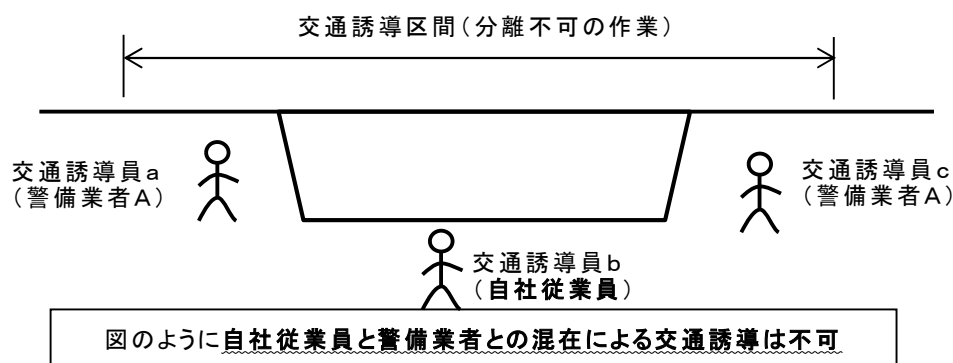 交通誘導区間（分離不可の作業）
交通誘導員a
（警備業者A）
交通誘導員c
（警備業者A）
交通誘導員b
（自社従業員）
図のように自社従業員と警備業者との混在による交通誘導は不可